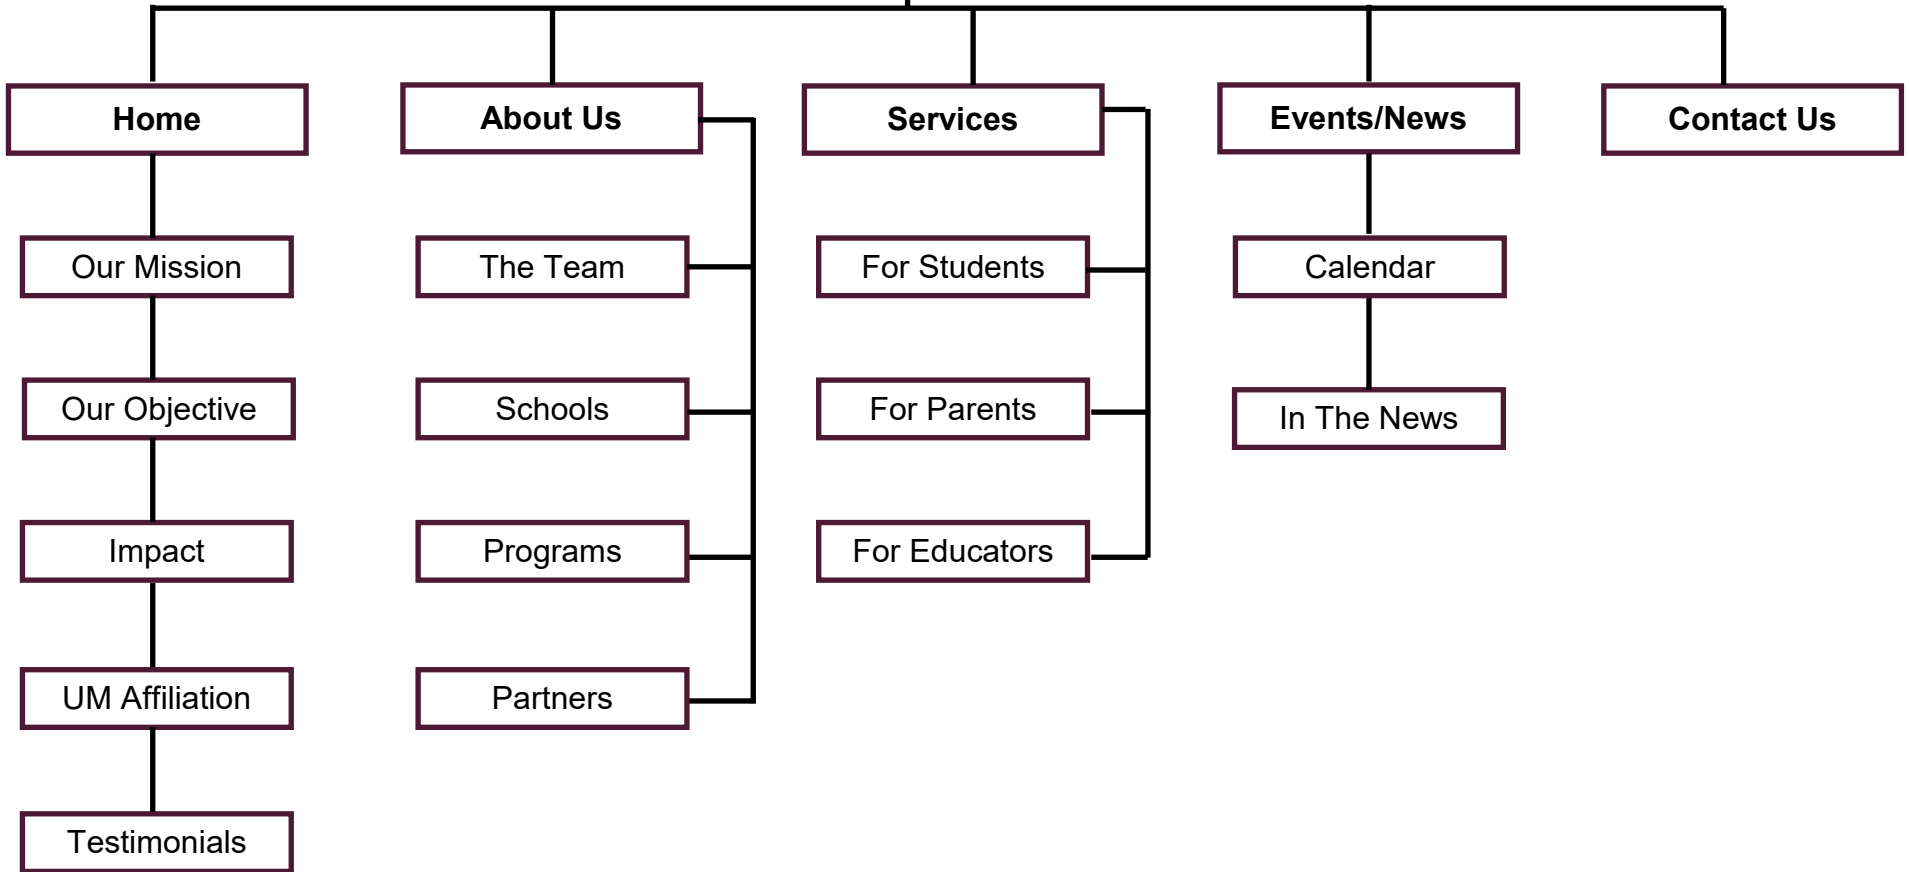 Home
About Us
Services
Events/News
Contact Us
Our Mission
The Team
For Students
Calendar
Our Objective
Schools
For Parents
In The News
Impact
Programs
For Educators
UM Affiliation
Partners
Testimonials